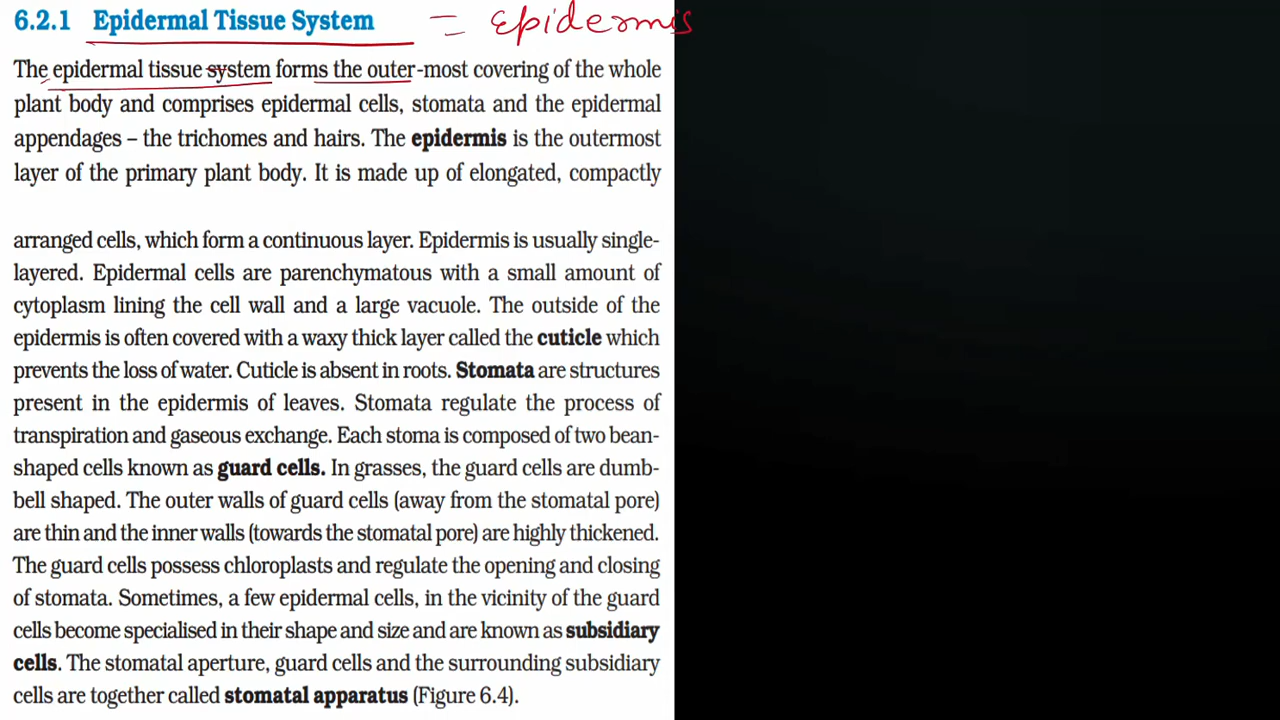 6.2.1 Epidermal Tissue System = Epidermis
The epidermal tissue system forms the outer-most covering of the whole
plant body and comprises epidermal cells, stomata and the epidermal
appendages – the trichomes and hairs. The epidermis is the outermost
layer of the primary plant body. It is made up of elongated, compactly
arranged cells, which form a continuous layer. Epidermis is usually single-
layered. Epidermal cells are parenchymatous with a small amount of
cytoplasm lining the cell wall and a large vacuole. The outside of the
epidermis is often covered with a waxy thick layer called the cuticle which
prevents the loss of water. Cuticle is absent in roots. Stomata are structures
present in the epidermis of leaves. Stomata regulate the process of
transpiration and gaseous exchange. Each stoma is composed of two bean-
shaped cells known as guard cells. In grasses, the guard cells are dumb-
bell shaped. The outer walls of guard cells (away from the stomatal pore)
are thin and the inner walls (towards the stomatal pore) are highly thickened.
The guard cells possess chloroplasts and regulate the opening and closing
of stomata. Sometimes, a few epidermal cells, in the vicinity of the guard
cells become specialised in their shape and size and are known as subsidiary
cells. The stomatal aperture, guard cells and the surrounding subsidiary
cells are together called stomatal apparatus (Figure 6.4).